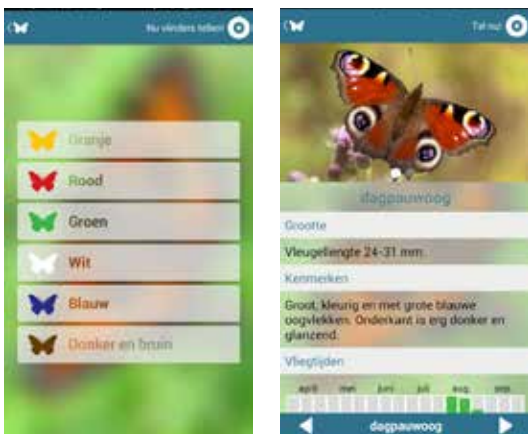 Nu vlinders tellen
Oranje
Rood
Groen
Wit
Blauw
Donker en bruin
Tel nu
dagpauwoog
Grootte
Vleugellengte 24-31 mm.
Kenmerken
Groot, kleurig en met grote blauwe
oogvlekken. Onderkant is erg donker en
glanzend.
Vliegtijden
april mei juni juli aug. sep.
dagpauwoog